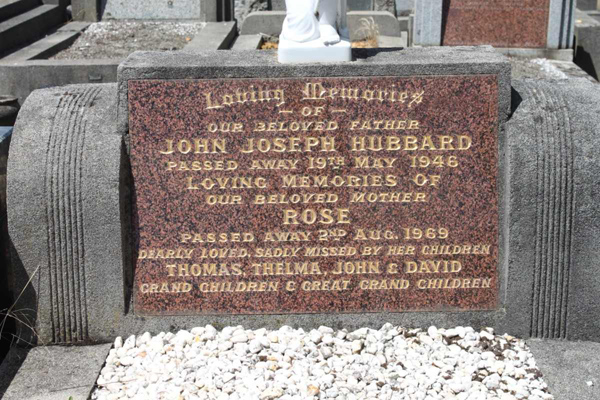 Loving Memories
— OF —
OUR BELOVED FATHER
JOHN JOSEPH HUBBARD
PASSED AWAY 19TH MAY 1946
LOVING MEMORIES OF
OUR BELOVED MOTHER
ROSE
PASSED AWAY 2ND AUG. 1969
DEARLY LOVED, SADLY MISSED BY HER CHILDREN
THOMAS, THELMA, JOHN & DAVID
GRAND CHILDREN & GREAT GRAND CHILDREN